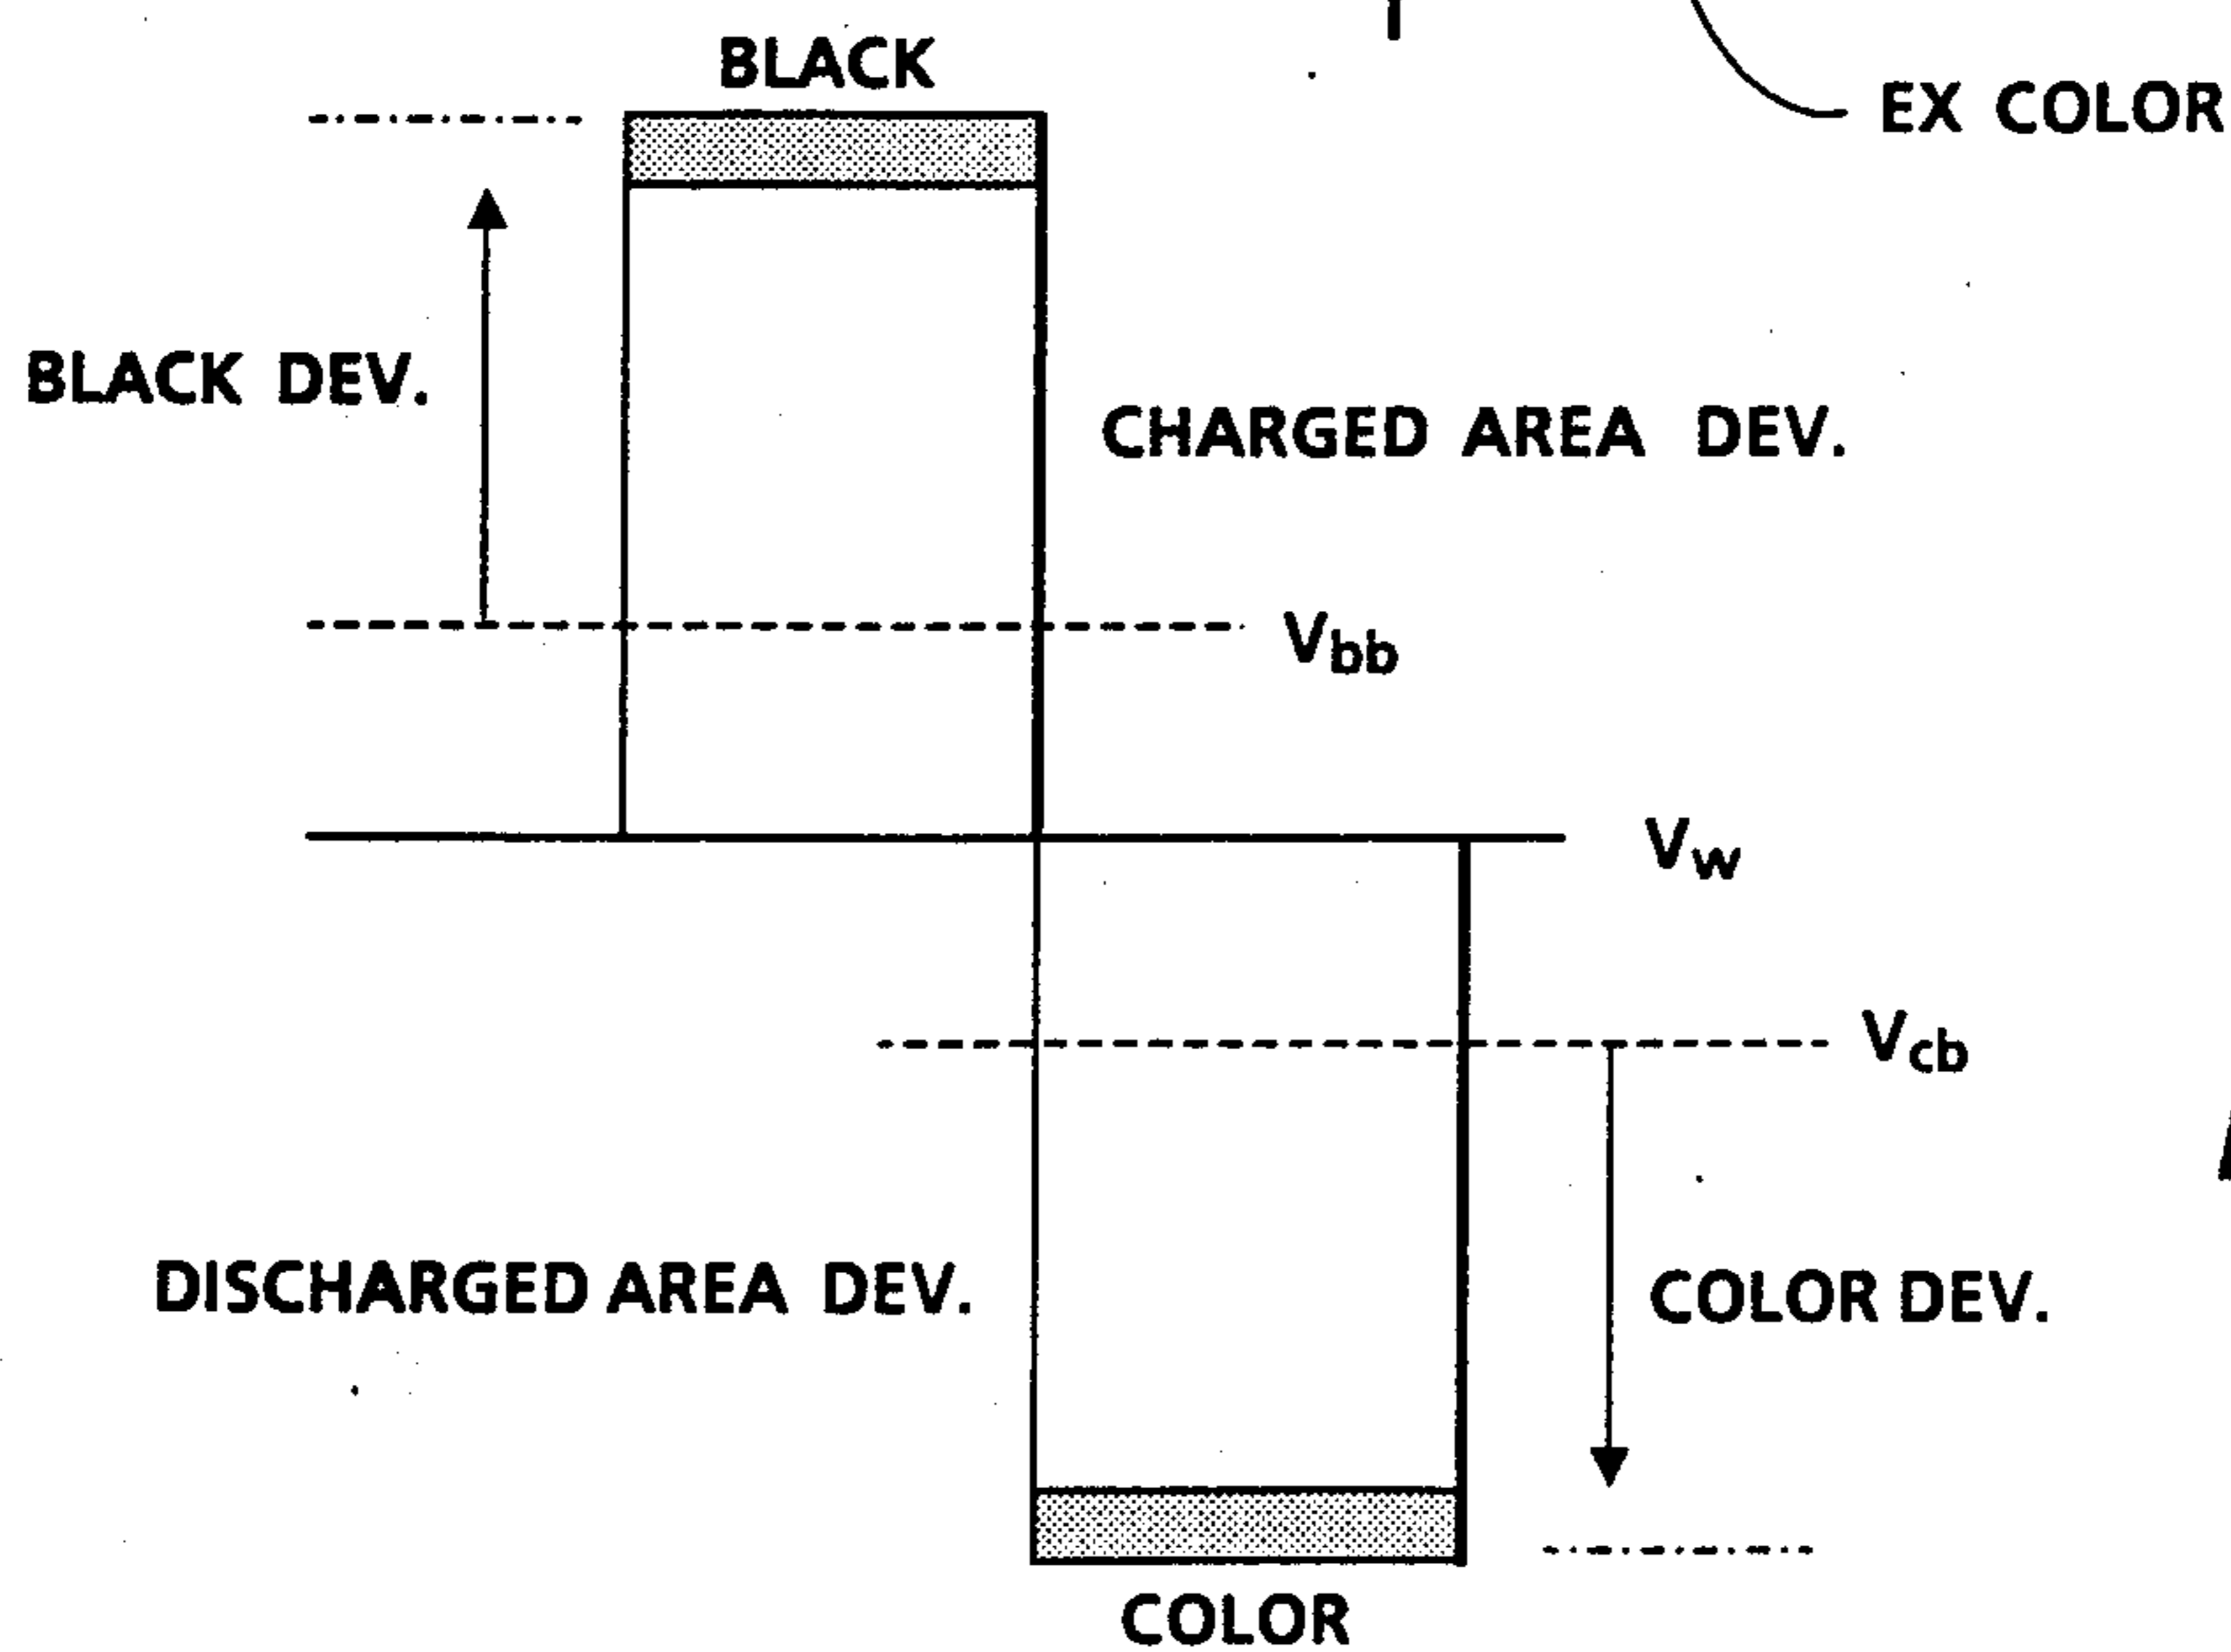 BLACK
EX COLOR
BLACK DEV.
CHARGED AREA DEV.
Vbb
Vw
Vcb
DISCHARGED AREA DEV.
COLOR DEV.
COLOR